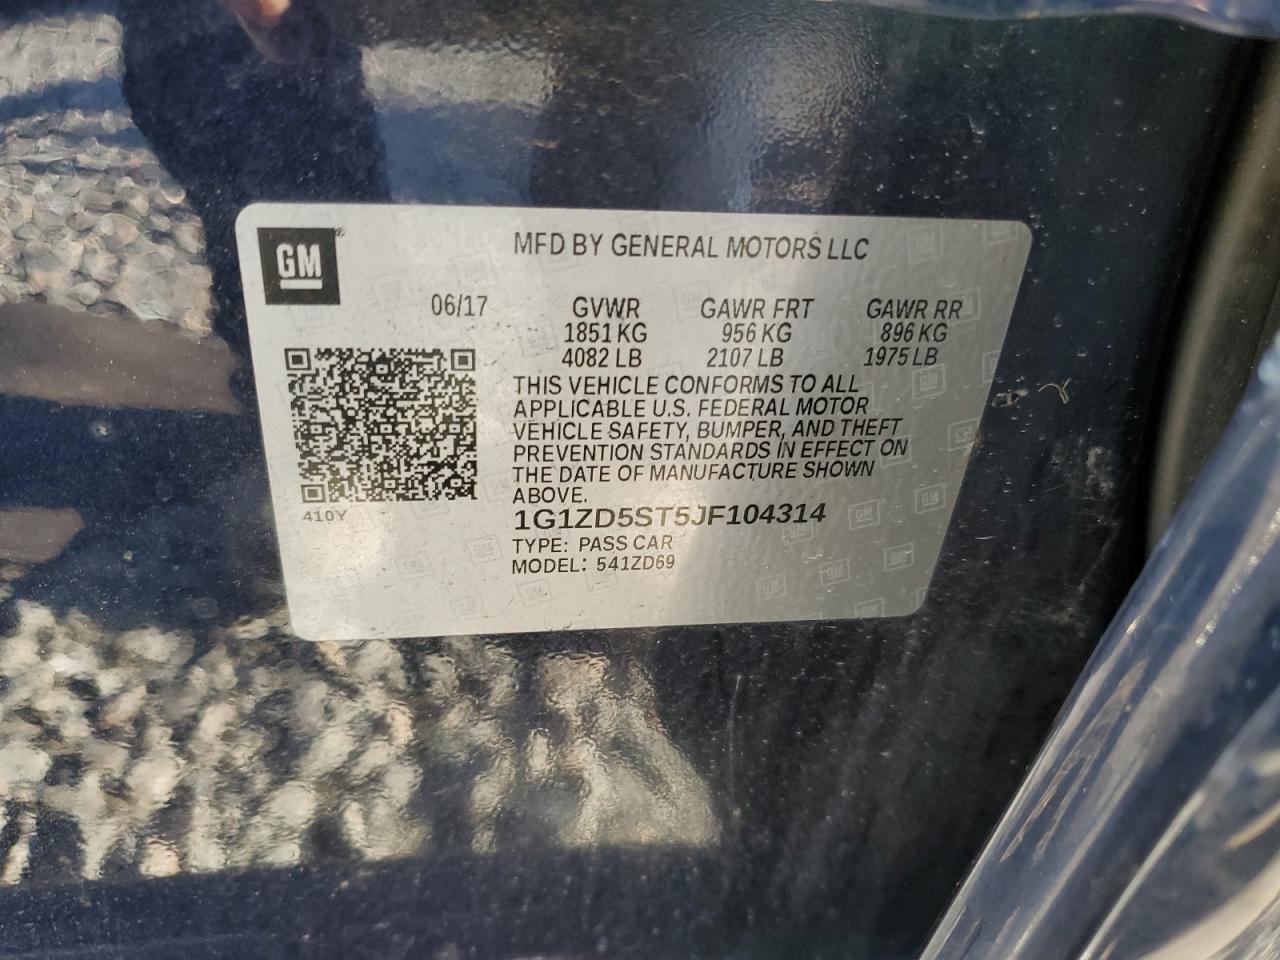 GM
MFD BY GENERAL MOTORS LLC
06/17 GVWR GAWR FRT GAWR RR
1851 KG 956 KG 896 KG
4082 LB 2107 LB 1975 LB
THIS VEHICLE CONFORMS TO ALL
APPLICABLE U.S. FEDERAL MOTOR
VEHICLE SAFETY, BUMPER, AND THEFT
PREVENTION STANDARDS IN EFFECT ON
THE DATE OF MANUFACTURE SHOWN
ABOVE.
410Y
1G1ZD5ST5JF104314
TYPE: PASS CAR
MODEL: 541ZD69